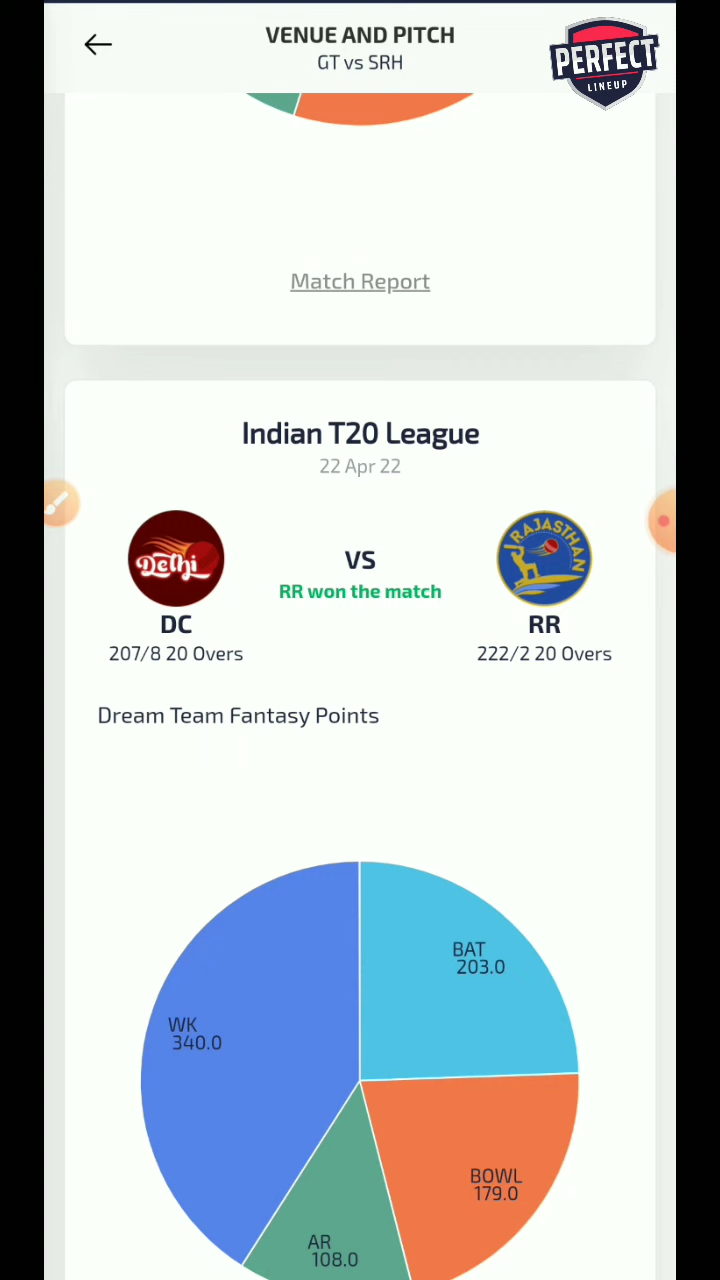 VENUE AND PITCH
GT vs SRH
PERFECT
LINEUP
Match Report
Indian T20 League
22 Apr 22
Delhi
RAJASTHAN
VS
RR won the match
DC
RR
207/8 20 Overs
222/2 20 Overs
Dream Team Fantasy Points
BAT
203.0
WK
340.0
BOWL
179.0
AR
108.0